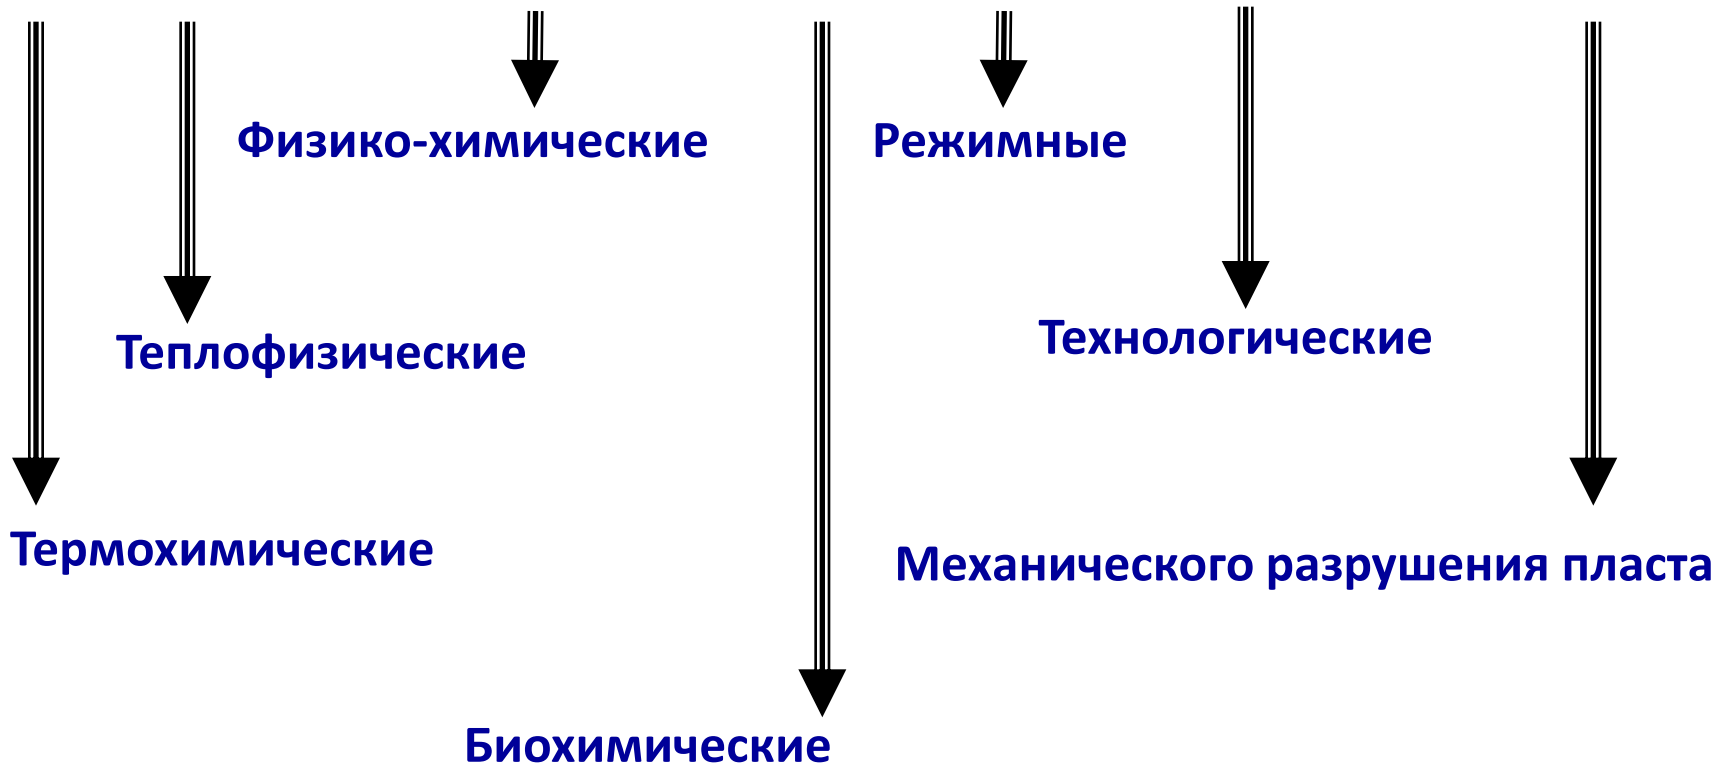 Физико-химические
Режимные
Теплофизические
Технологические
Термохимические
Механического разрушения пласта
Биохимические